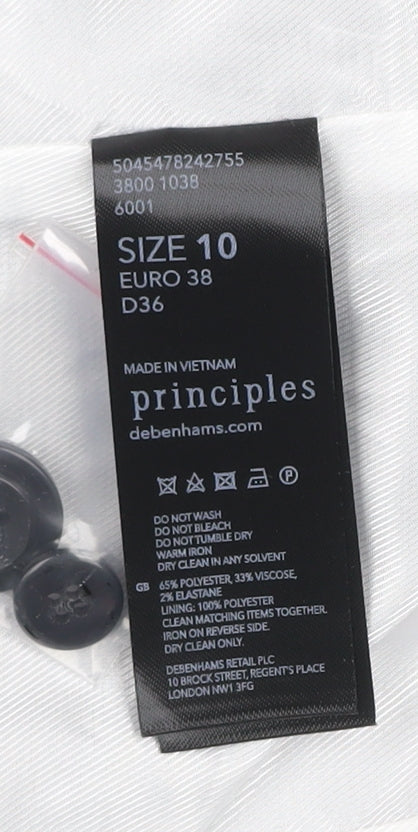 5045478242755
3800 1038
6001
SIZE 10
EURO 38
D36
MADE IN VIETNAM
principles
debenhams.com
P
DO NOT WASH
DO NOT BLEACH
DO NOT TUMBLE DRY
WARM IRON
DRY CLEAN IN ANY SOLVENT
GB 65% POLYESTER, 33% VISCOSE,
2% ELASTANE
LINING: 100% POLYESTER
CLEAN MATCHING ITEMS TOGETHER.
IRON ON REVERSE SIDE.
DRY CLEAN ONLY.
DEBENHAMS RETAIL PLC
10 BROCK STREET, REGENT'S PLACE
LONDON NW1 3FG